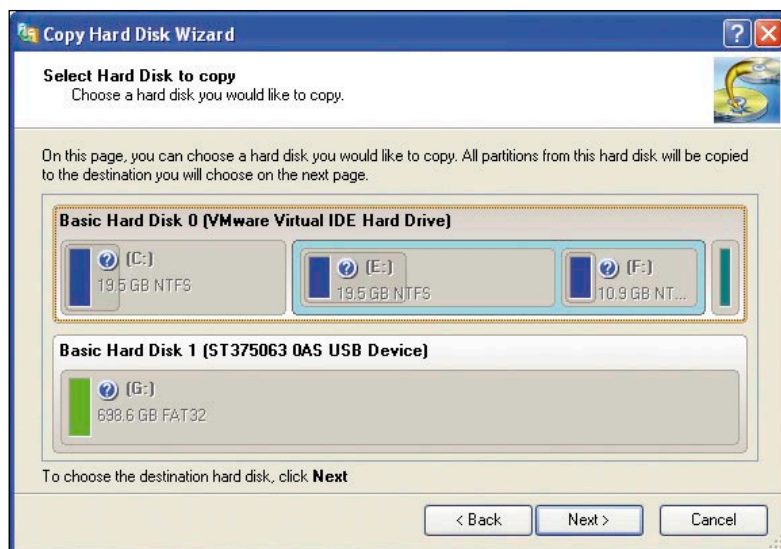 Copy Hard Disk Wizard
Select Hard Disk to copy
Choose a hard disk you would like to copy.
On this page, you can choose a hard disk you would like to copy. All partitions from this hard disk will be copied
to the destination you will choose on the next page.
Basic Hard Disk 0 (VMware Virtual IDE Hard Drive)
(C:)
19.5 GB NTFS
(E:)
19.5 GB NTFS
(F:)
10.9 GB NT...
Basic Hard Disk 1 (ST375063 0AS USB Device)
(G:)
698.6 GB FAT32
To choose the destination hard disk, click Next
< Back
Next >
Cancel